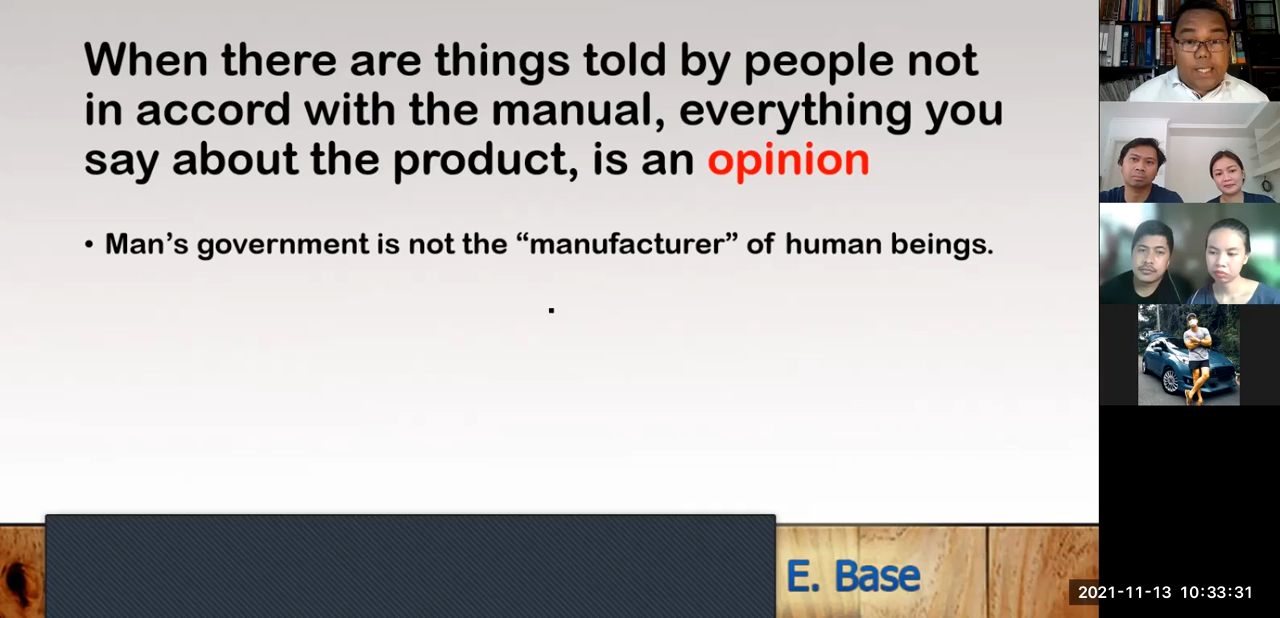 When there are things told by people not
in accord with the manual, everything you
say about the product, is an opinion
• Man’s government is not the “manufacturer” of human beings.
E. Base
2021-11-13 10:33:31